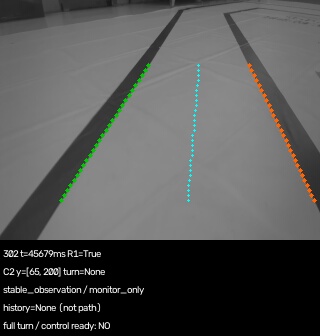 302 t=45679ms R1=True
C2 y=[65, 200] turn=None
stable_observation / monitor_only
history=None (not path)
full turn / control ready: NO